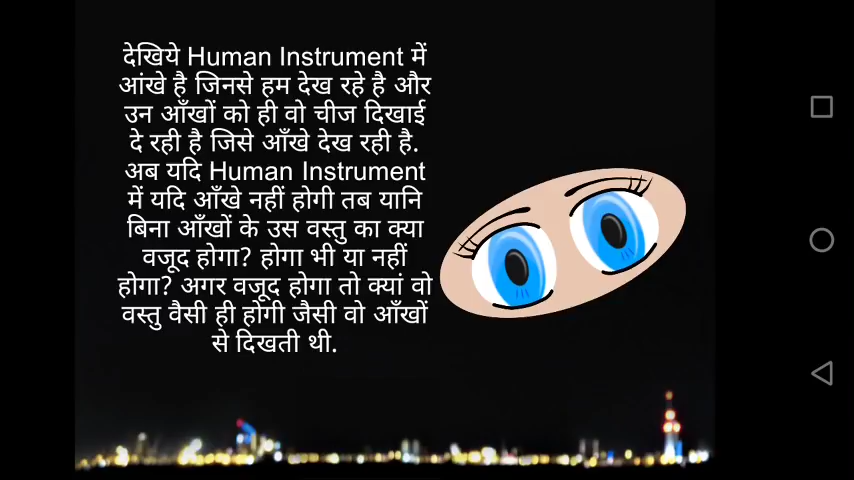 देखिये Human Instrument में
आंखे है जिनसे हम देख रहे है और
उन आँखों को ही वो चीज दिखाई
दे रही है जिसे आँखे देख रही है.
अब यदि Human Instrument
में यदि आँखे नहीं होगी तब यानि
बिना आँखों के उस वस्तु का क्या
वजूद होगा? होगा भी या नहीं
होगा? अगर वजूद होगा तो क्यां वो
वस्तु वैसी ही होगी जैसी वो आँखों
से दिखती थी.